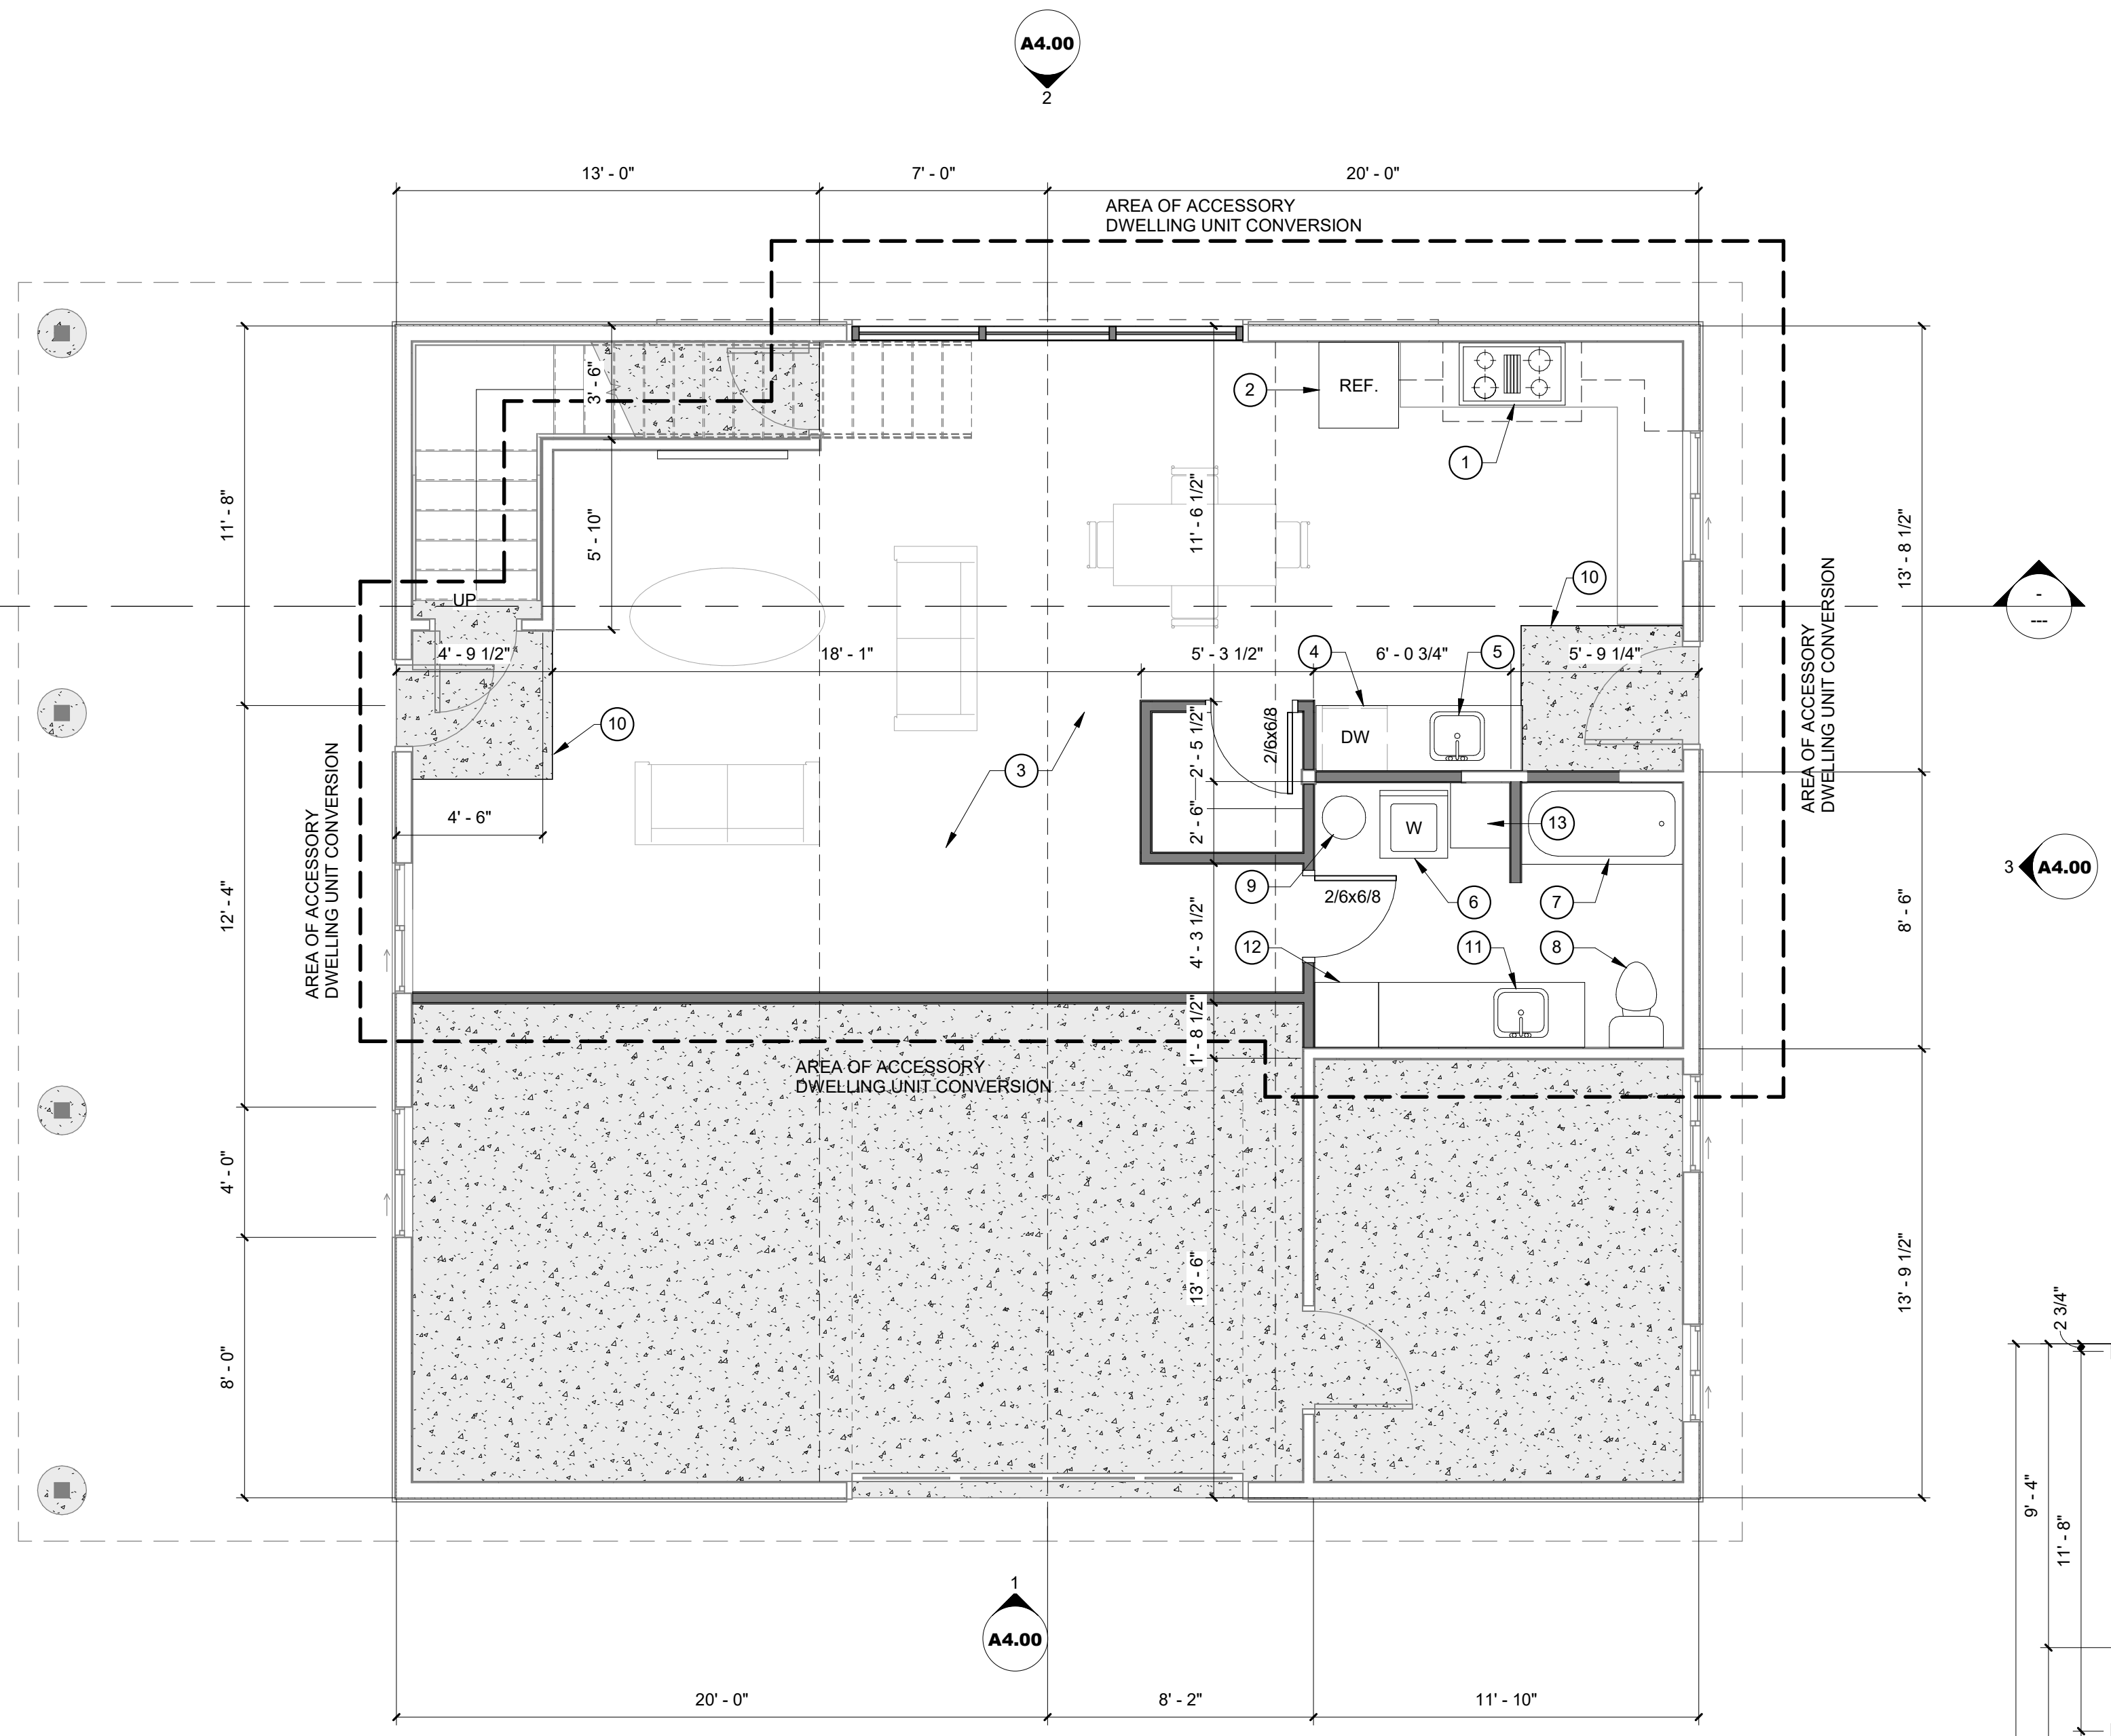 A4.00
2
13' - 0"
7' - 0"
20' - 0"
AREA OF ACCESSORY
DWELLING UNIT CONVERSION
3' - 6"
2
REF.
1
11' - 8"
5' - 10"
11' - 6 1/2"
13' - 8 1/2"
10
UP
-
---
4' - 9 1/2"
18' - 1"
5' - 3 1/2"
4
6' - 0 3/4"
5
5' - 9 1/4"
AREA OF ACCESSORY
DWELLING UNIT CONVERSION
10
3
2' - 5 1/2"
2/6x6/8
DW
4' - 6"
2' - 6"
W
13
AREA OF ACCESSORY
DWELLING UNIT CONVERSION
3
A4.00
9
2/6x6/8
6
7
12' - 4"
4' - 3 1/2"
12
11
8
8' - 6"
1' - 8 1/2"
AREA OF ACCESSORY
DWELLING UNIT CONVERSION
4' - 0"
13' - 6"
13' - 9 1/2"
2 3/4"
8' - 0"
9' - 4"
11' - 8"
1
A4.00
20' - 0"
8' - 2"
11' - 10"